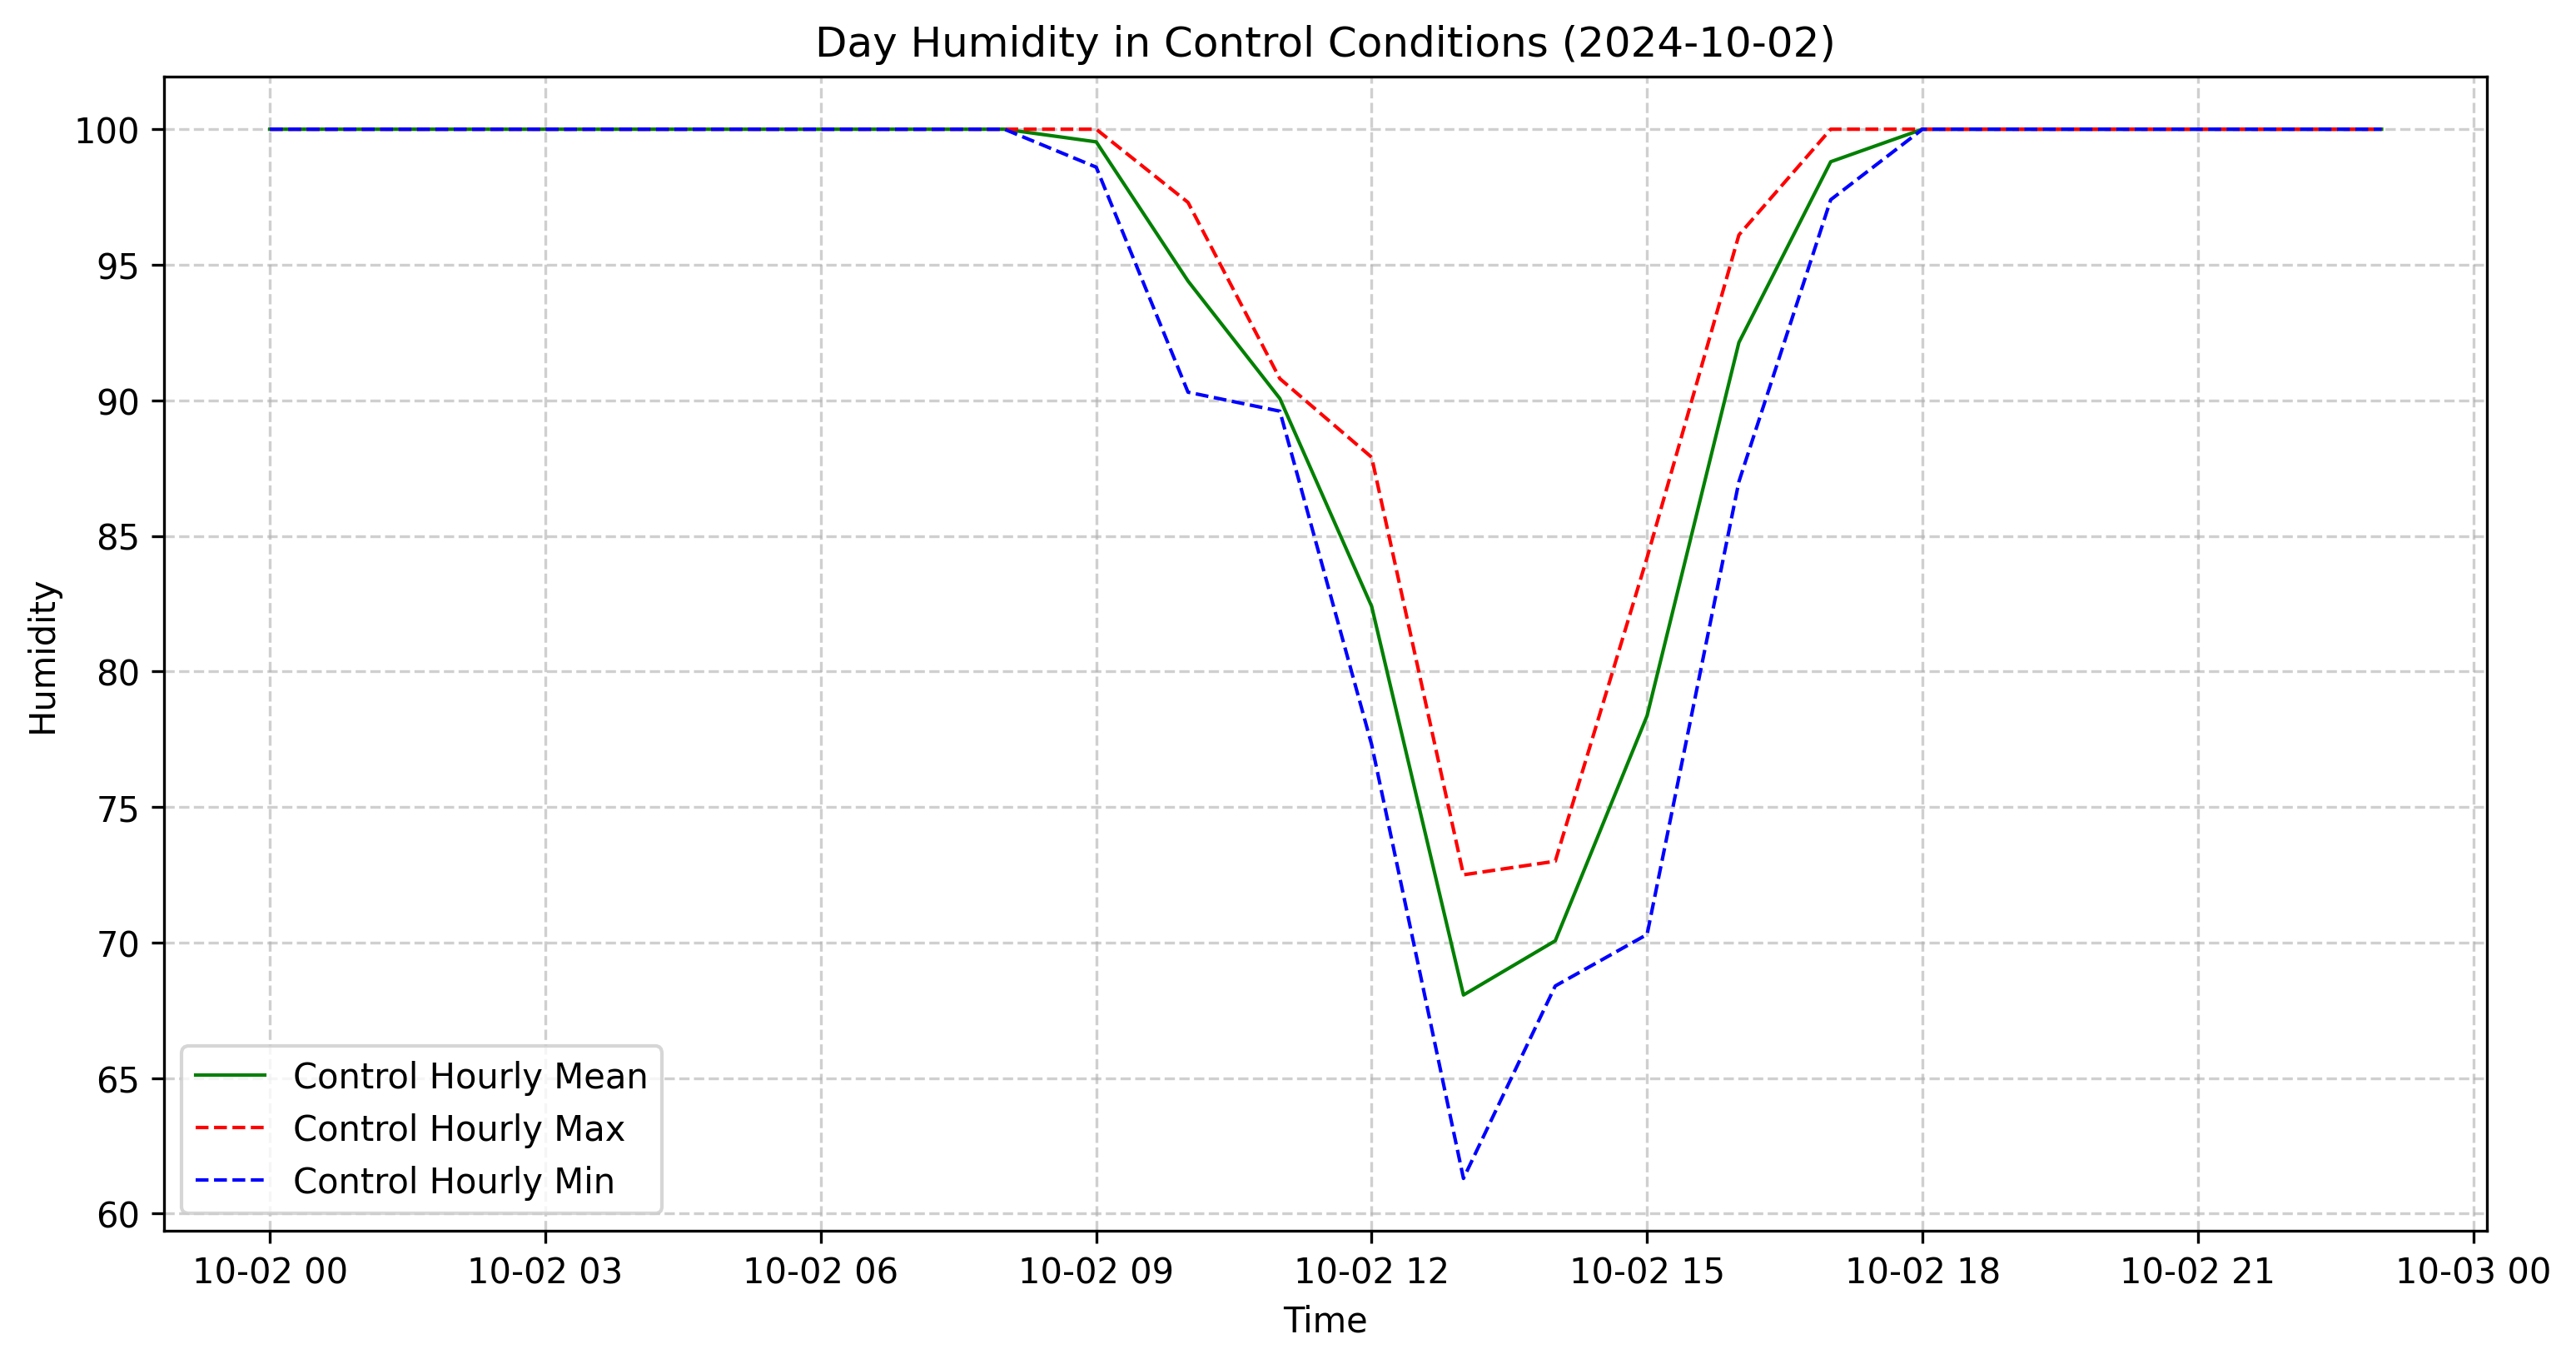 Day Humidity in Control Conditions (2024-10-02)
100
95
90
85
80
75
70
65
60
Humidity
Control Hourly Mean
Control Hourly Max
Control Hourly Min
10-02 00 10-02 03 10-02 06 10-02 09 10-02 12 10-02 15 10-02 18 10-02 21 10-03 00
Time